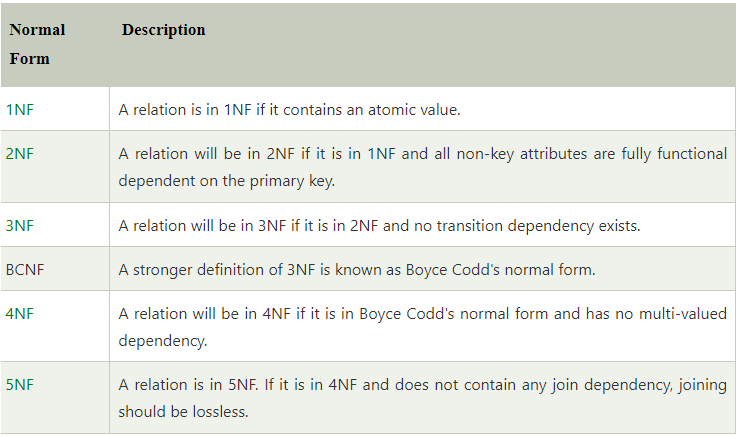 Normal Description
Form
1NF A relation is in 1NF if it contains an atomic value.
2NF A relation will be in 2NF if it is in 1NF and all non-key attributes are fully functional
dependent on the primary key.
3NF A relation will be in 3NF if it is in 2NF and no transition dependency exists.
BCNF A stronger definition of 3NF is known as Boyce Codd's normal form.
4NF A relation will be in 4NF if it is in Boyce Codd's normal form and has no multi-valued
dependency.
5NF A relation is in 5NF. If it is in 4NF and does not contain any join dependency, joining
should be lossless.